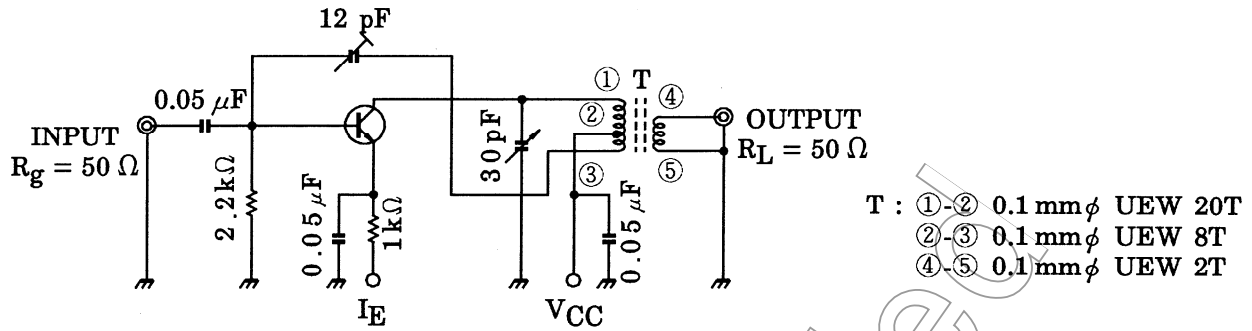 12 pF
① T
0.05 μF
②
④
INPUT
Rg = 50 Ω
OUTPUT
RL = 50 Ω
30 pF
③
⑤
2.2kΩ
0.05 μF
1kΩ
0.05 μF
IE
VCC
T : ①-② 0.1 mmφ UEW 20T
②-③ 0.1 mmφ UEW 8T
④-⑤ 0.1 mmφ UEW 2T